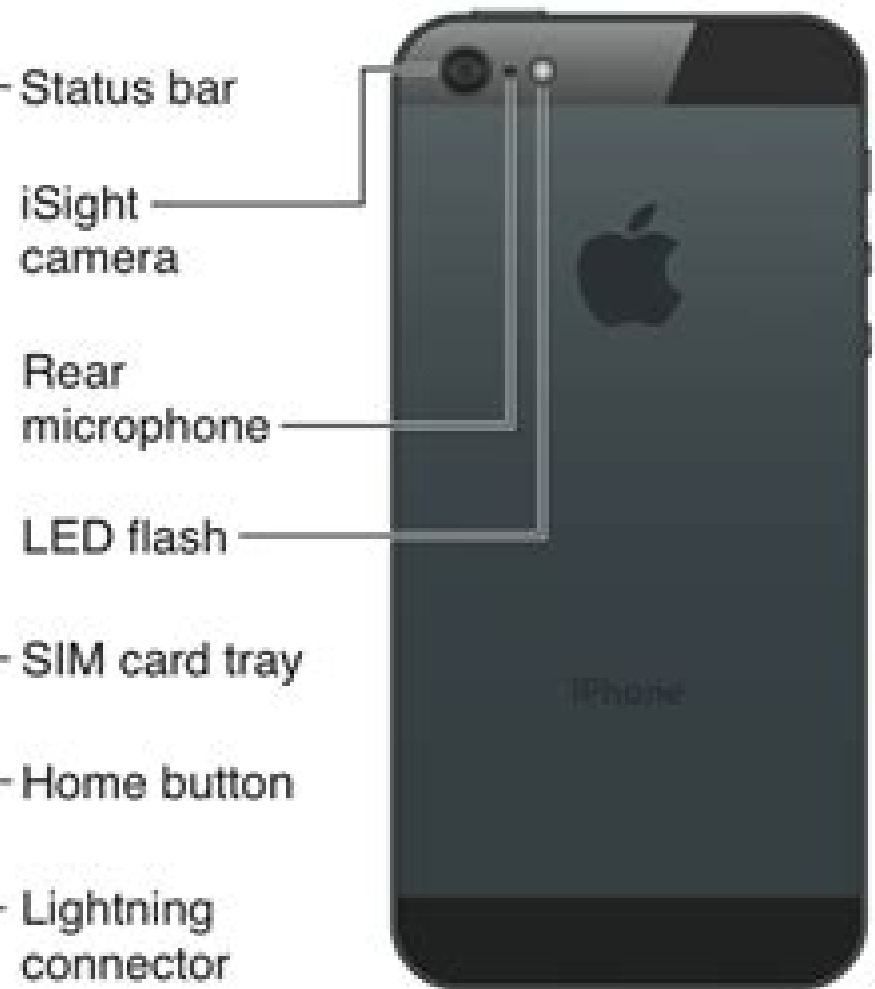 Status bar
iSight
camera
Rear
microphone
LED flash
SIM card tray
iPhone
Home button
Lightning
connector